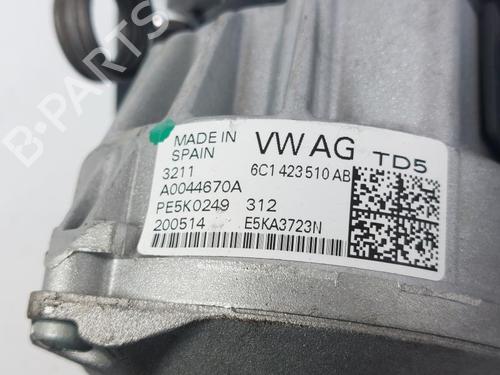 MADE IN SPAIN
VW AG TD5
3211
6C1 423 510 AB
A0044670A
PE5K0249 312
200514 E5KA3723N
B-PARTS